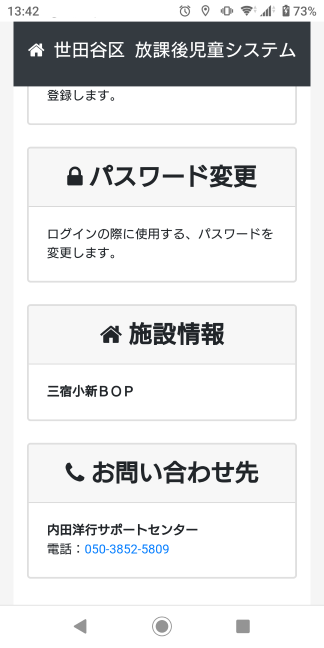 13:42
73%
世田谷区 放課後児童システム
登録します。
パスワード変更
ログインの際に使用する、パスワードを
変更します。
施設情報
三宿小新ＢＯＰ
お問い合わせ先
内田洋行サポートセンター
電話：050-3852-5809